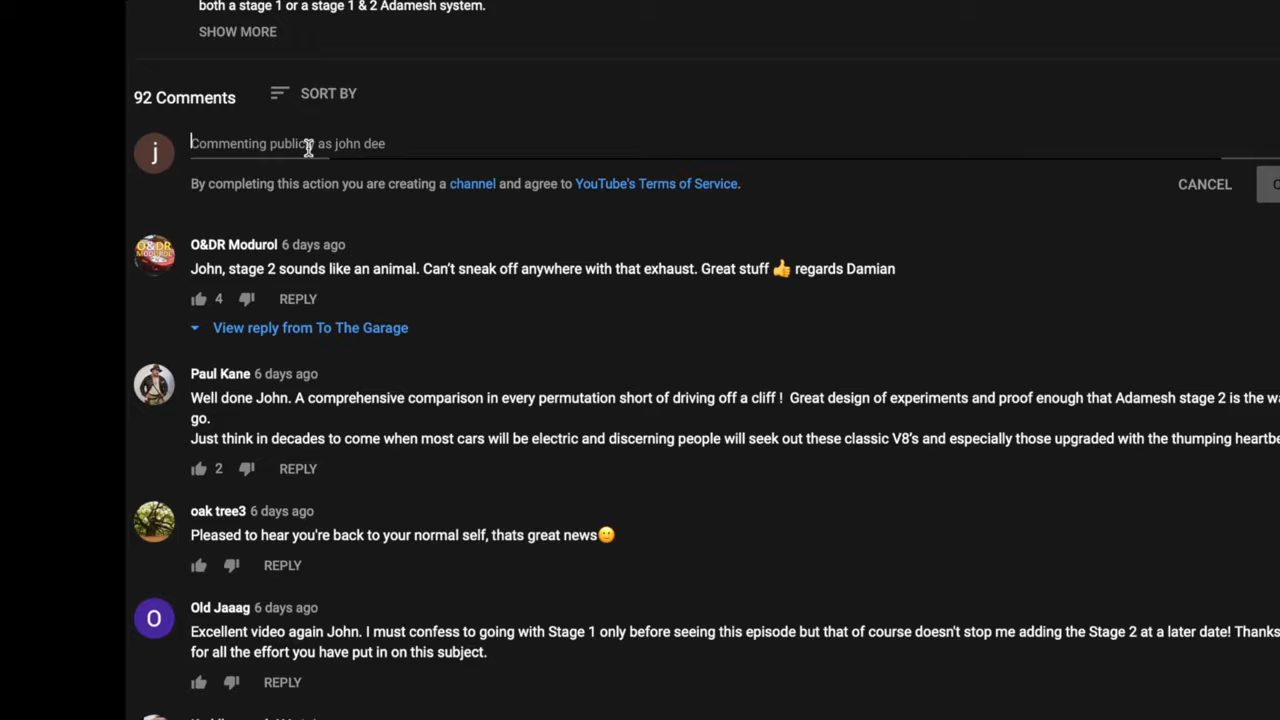 both a stage 1 or a stage 1 & 2 Adamesh system.
SHOW MORE
92 Comments
SORT BY
j
Commenting publicly as john dee
By completing this action you are creating a channel and agree to YouTube's Terms of Service.
CANCEL
O&DR MODUROL
O&DR Modurol 6 days ago
John, stage 2 sounds like an animal. Can't sneak off anywhere with that exhaust. Great stuff 👍 regards Damian
4
REPLY
View reply from To The Garage
Paul Kane 6 days ago
Well done John. A comprehensive comparison in every permutation short of driving off a cliff ! Great design of experiments and proof enough that Adamesh stage 2 is the
go.
Just think in decades to come when most cars will be electric and discerning people will seek out these classic V8's and especially those upgraded with the thumping
2
REPLY
oak tree3 6 days ago
Pleased to hear you're back to your normal self, thats great news🙂
REPLY
O
Old Jaaag 6 days ago
Excellent video again John. I must confess to going with Stage 1 only before seeing this episode but that of course doesn't stop me adding the Stage 2 at a later date! Thanks
for all the effort you have put in on this subject.
REPLY